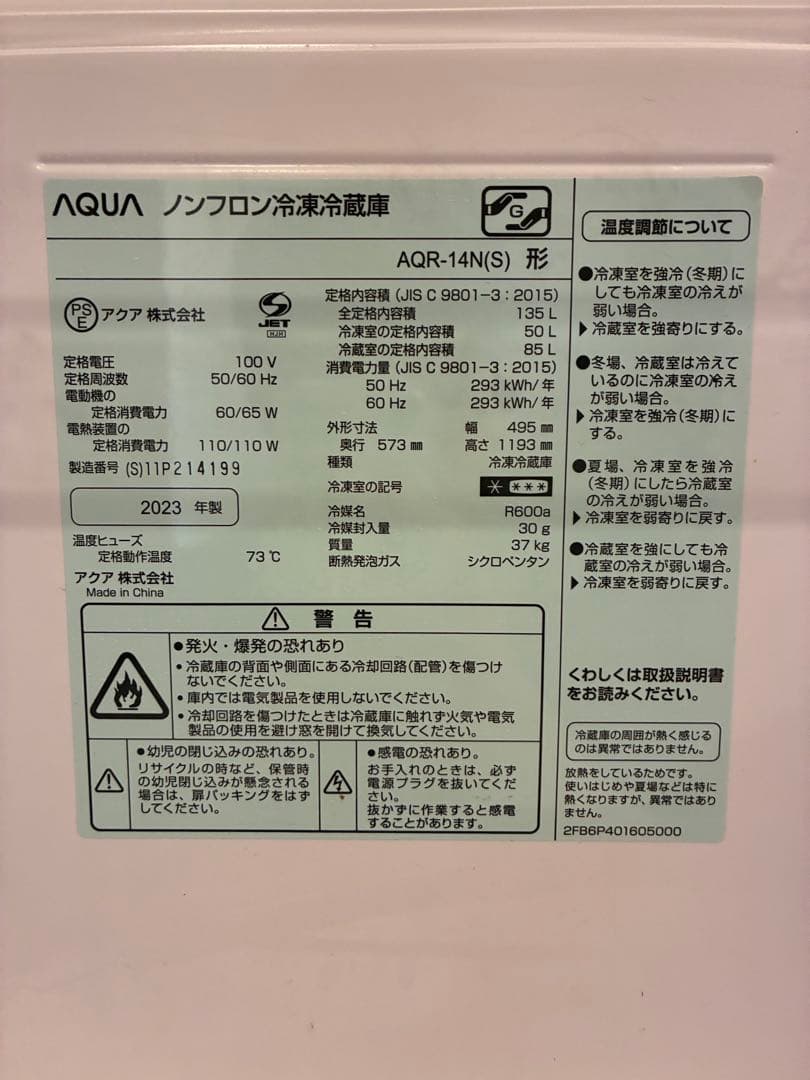 AQUA ノンフロン冷凍冷蔵庫
G
AQR-14N(S) 形
PS
E
アクア 株式会社
S
JET
HJR
定格電圧 100 V
定格周波数 50/60 Hz
電動機の
定格消費電力 60/65 W
電熱装置の
定格消費電力 110/110 W
製造番号 (S)11P214199
2023 年製
温度ヒューズ
定格動作温度 73 ℃
アクア 株式会社
Made in China
定格内容積 (JIS C 9801-3:2015)
全定格内容積 135 L
冷凍室の定格内容積 50 L
冷蔵室の定格内容積 85 L
消費電力量 (JIS C 9801-3:2015)
50 Hz 293 kWh/年
60 Hz 293 kWh/年
外形寸法 幅 495 ㎜
奥行 573 ㎜ 高さ 1193 ㎜
種類 冷凍冷蔵庫
冷凍室の記号 * ***
冷媒名 R600a
冷媒封入量 30 g
質量 37 kg
断熱発泡ガス シクロペンタン
⚠ 警 告
●発火・爆発の恐れあり
・冷蔵庫の背面や側面にある冷却回路(配管)を傷つけ
ないでください。
・庫内では電気製品を使用しないでください。
・冷却回路を傷つけたときは冷蔵庫に触れず火気や電気
製品の使用を避け窓を開けて換気してください。
●幼児の閉じ込みの恐れあり。
リサイクルの時など、保管時
の幼児閉じ込みが懸念される
場合は、扉パッキングをはず
してください。
●感電の恐れあり。
お手入れのときは、必ず
電源プラグを抜いてくだ
さい。
抜かずに作業すると感電
することがあります。
温度調節について
●冷凍室を強冷(冬期)に
しても冷凍室の冷えが
弱い場合。
▶冷蔵室を強寄りにする。
●冬場、冷蔵室は冷えて
いるのに冷凍室の冷え
が弱い場合。
▶冷凍室を強冷(冬期)に
する。
●夏場、冷凍室を強冷
(冬期)にしたら冷蔵室
の冷えが弱い場合。
▶冷凍室を弱寄りに戻す。
●冷蔵室を強にしても冷
蔵室の冷えが弱い場合。
▶冷凍室を弱寄りに戻す。
くわしくは取扱説明書
をお読みください。
冷蔵庫の周囲が熱く感じる
のは異常ではありません。
放熱をしているためです。
使いはじめや夏場などは特に
熱くなりますが、異常ではあり
ません。
2FB6P401605000